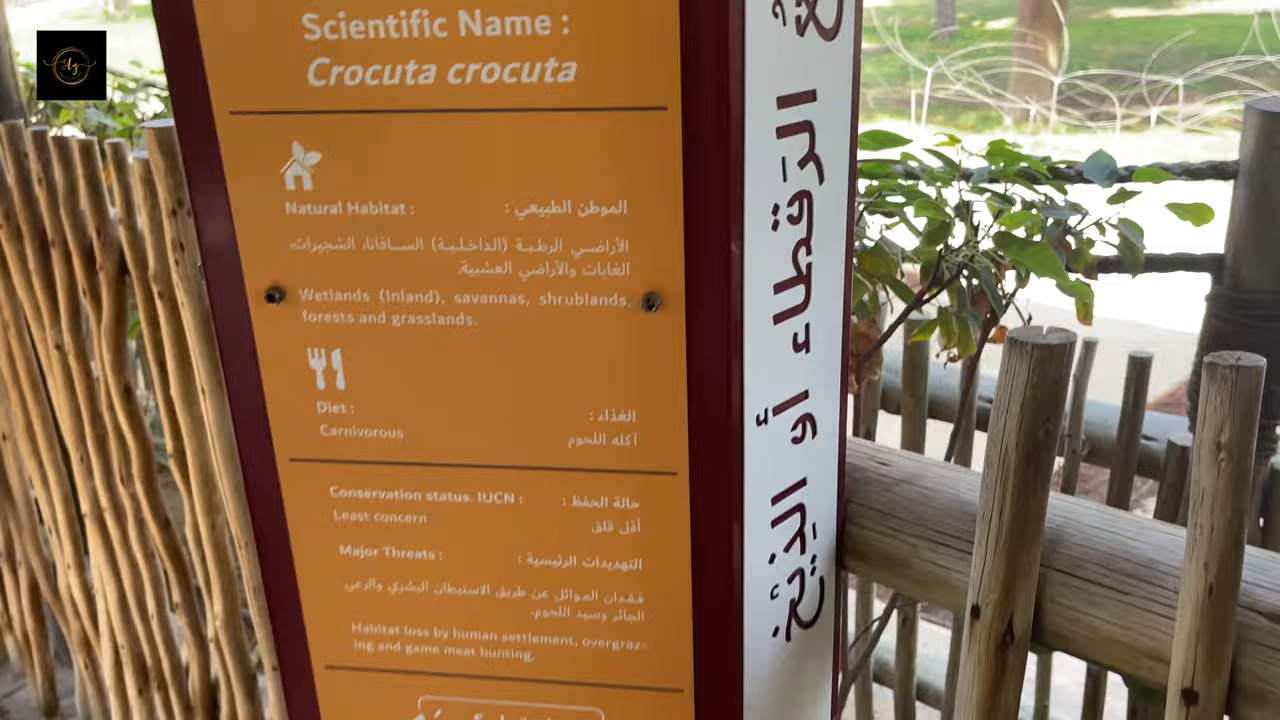 Scientific Name :
Crocuta crocuta
Natural Habitat :
الموطن الطبيعي :
الأراضي الرطبة (الداخلية) السافانا، الشجيرات،
الغابات والأراضي العشبية.
Wetlands (Inland), savannas, shrublands,
forests and grasslands.
Diet :
الغذاء :
Carnivorous
آكله اللحوم
Conservation status. IUCN :
حالة الحفظ :
Least concern
أقل قلق
Major Threats :
التهديدات الرئيسية :
فقدان الموائل عن طريق الاستيطان البشري والرعي
الجائر وصيد اللحوم.
Habitat loss by human settlement, overgraz-
ing and game meat hunting.
الرَقطاء أو الذيْخ